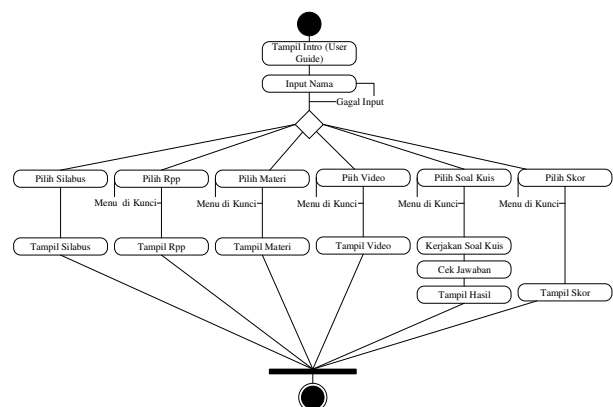 Tampil Intro (User
Guide)
Input Nama
Gagal Input
Pilih Silabus
Pilih Rpp
Pilih Materi
Piih Video
Pilih Soal Kuis
Pilih Skor
Menu di Kunci
Menu di Kunci
Menu di Kunci
Menu di Kunci
Menu di Kunci
Tampil Silabus
Tampil Rpp
Tampil Materi
Tampil Video
Kerjakan Soal Kuis
Cek Jawaban
Tampil Hasil
Tampil Skor